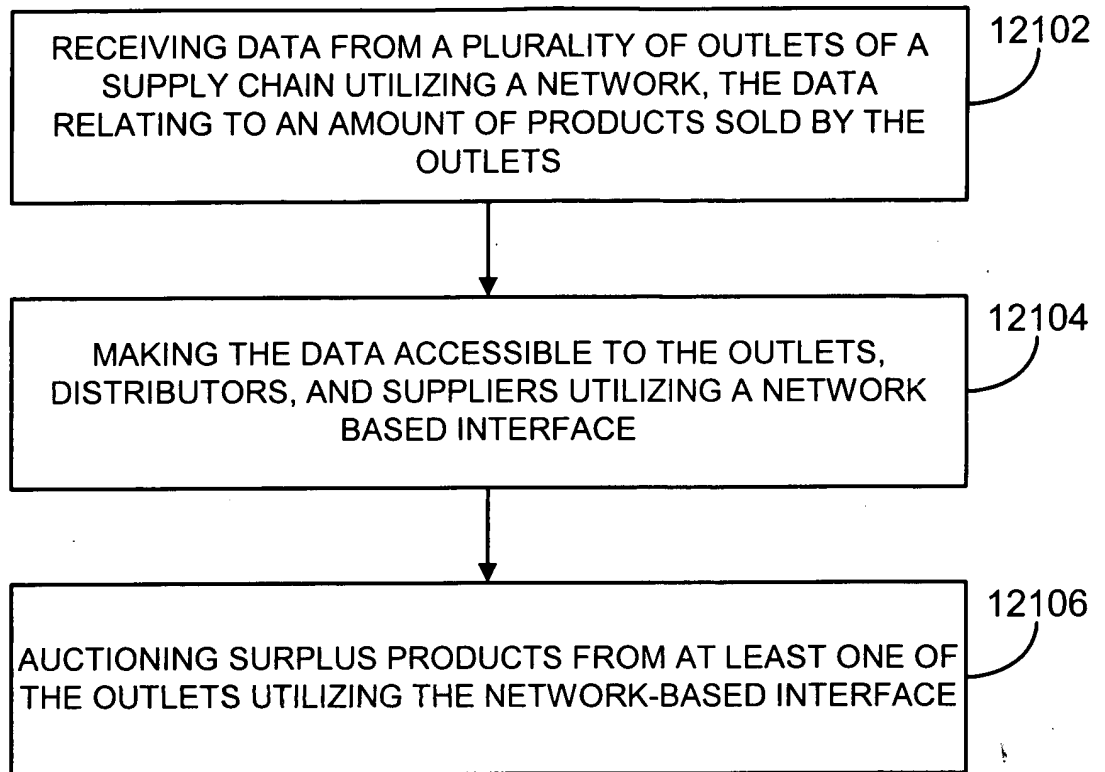 RECEIVING DATA FROM A PLURALITY OF OUTLETS OF A
SUPPLY CHAIN UTILIZING A NETWORK, THE DATA
RELATING TO AN AMOUNT OF PRODUCTS SOLD BY THE
OUTLETS
12102
MAKING THE DATA ACCESSIBLE TO THE OUTLETS,
DISTRIBUTORS, AND SUPPLIERS UTILIZING A NETWORK
BASED INTERFACE
12104
AUCTIONING SURPLUS PRODUCTS FROM AT LEAST ONE OF
THE OUTLETS UTILIZING THE NETWORK-BASED INTERFACE
12106